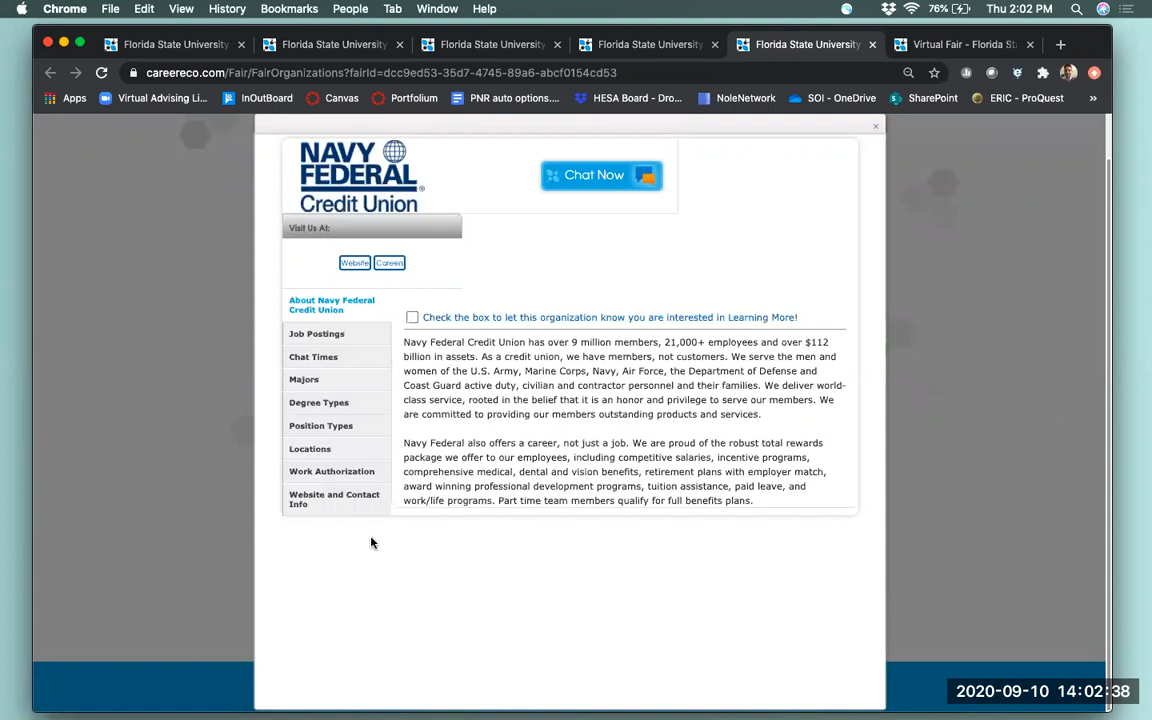 Chrome File Edit View History Bookmarks People Tab Window Help 76% Thu 2:02 PM
Florida State University × Florida State University × Florida State University × Florida State University × Florida State University × Virtual Fair - Florida St × +
careereco.com/Fair/FairOrganizations?fairId=dcc9ed53-35d7-4745-89a6-abcf0154cd53
Apps Virtual Advising Li... InOutBoard Canvas Portfolium PNR auto options.... HESA Board - Dro... NoleNetwork SOI - OneDrive SharePoint ERIC - ProQuest »
×
NAVY
FEDERAL
Credit Union
Chat Now
Visit Us At:
Website Careers
About Navy Federal
Credit Union
Job Postings
Chat Times
Majors
Degree Types
Position Types
Locations
Work Authorization
Website and Contact
Info
Check the box to let this organization know you are interested in Learning More!
Navy Federal Credit Union has over 9 million members, 21,000+ employees and over $112
billion in assets. As a credit union, we have members, not customers. We serve the men and
women of the U.S. Army, Marine Corps, Navy, Air Force, the Department of Defense and
Coast Guard active duty, civilian and contractor personnel and their families. We deliver world-
class service, rooted in the belief that it is an honor and privilege to serve our members. We
are committed to providing our members outstanding products and services.
Navy Federal also offers a career, not just a job. We are proud of the robust total rewards
package we offer to our employees, including competitive salaries, incentive programs,
comprehensive medical, dental and vision benefits, retirement plans with employer match,
award winning professional development programs, tuition assistance, paid leave, and
work/life programs. Part time team members qualify for full benefits plans.
2020-09-10 14:02:38